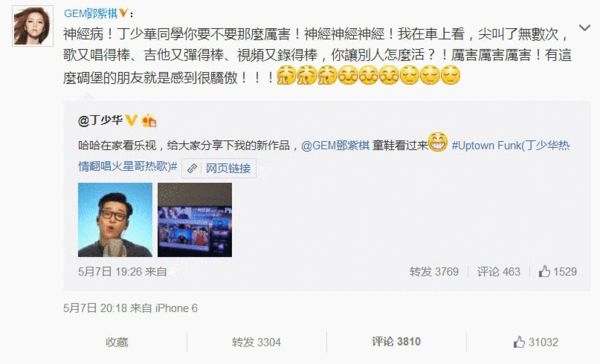 GEM鄧紫棋
神經病！丁少華同學你要不要那麼厲害！神經神經神經！我在車上看，尖叫了無數次，
歌又唱得棒、吉他又彈得棒、視頻又錄得棒，你讓別人怎麼活？！厲害厲害厲害！有這
麼碉堡的朋友就是感到很驕傲！！！
@丁少华
哈哈在家看乐视，给大家分享下我的新作品，@GEM鄧紫棋 童鞋看过来 #Uptown Funk(丁少华热
情翻唱火星哥热歌)# 网页链接
5月7日 19:26 来自 转发 3769 评论 463 1529
5月7日 20:18 来自 iPhone 6
收藏 转发 3304 评论 3810 31032